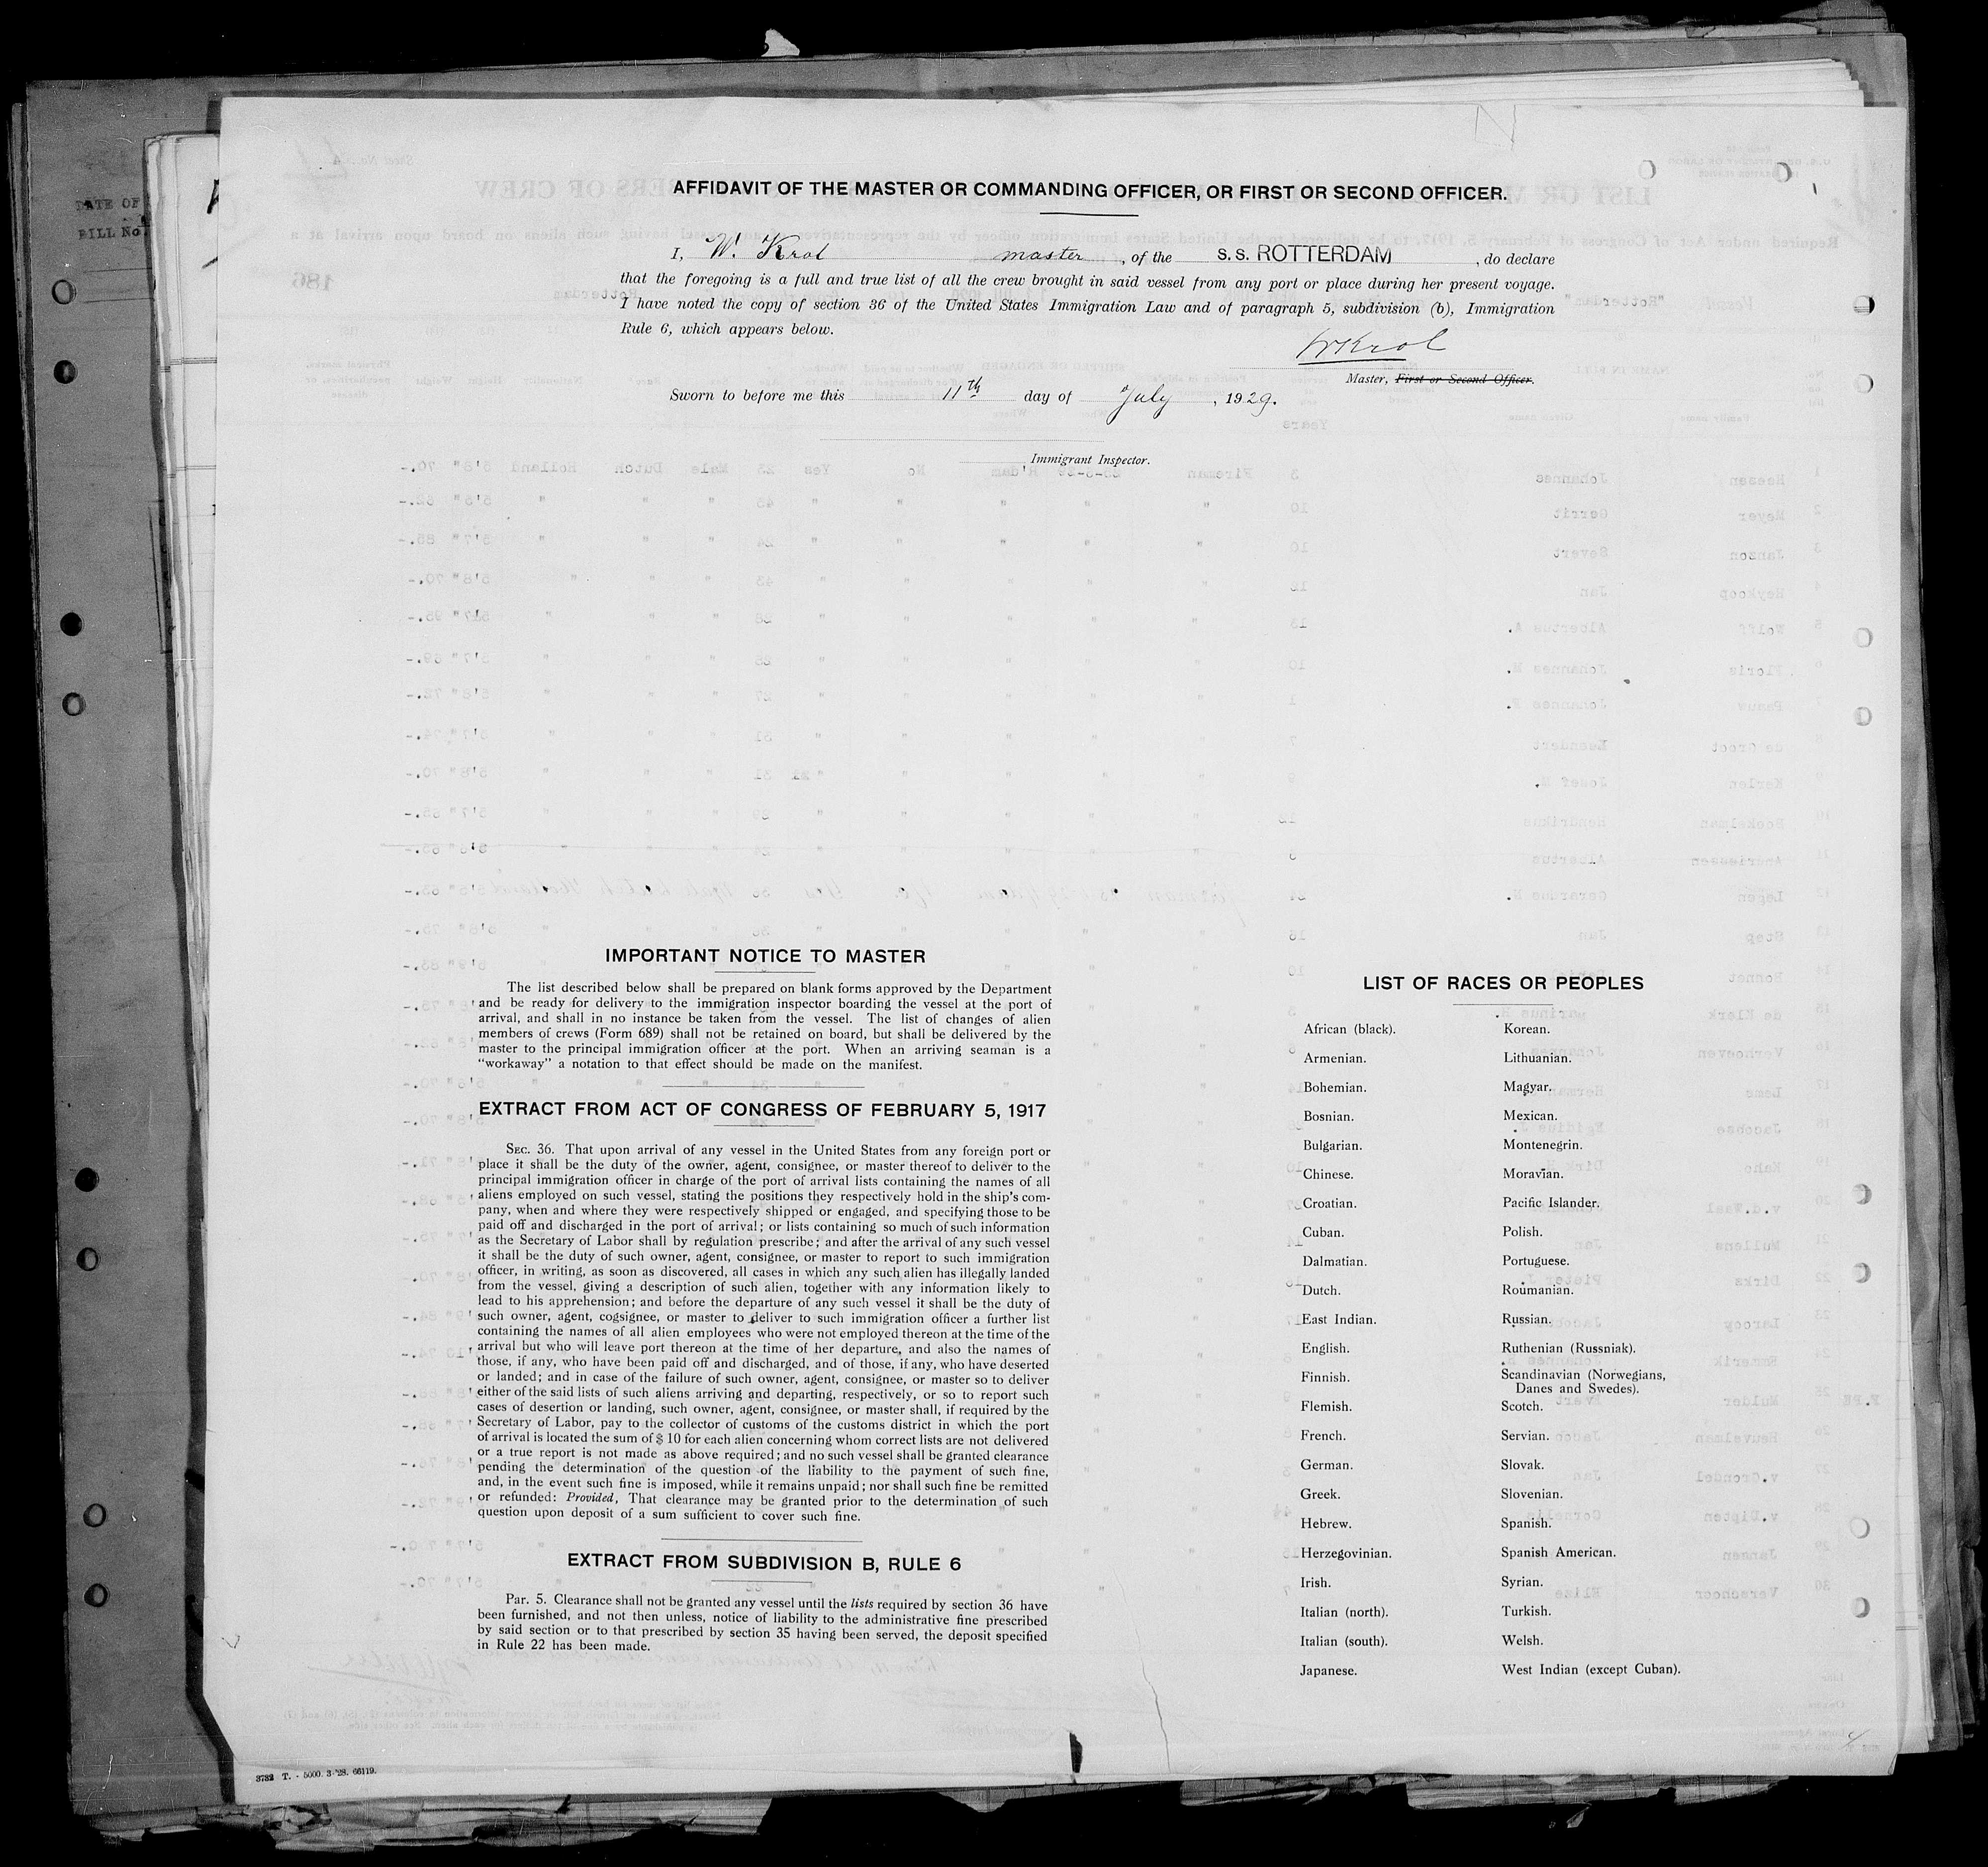 AFFIDAVIT OF THE MASTER OR COMMANDING OFFICER, OR FIRST OR SECOND OFFICER.
I, W. Krol master, of the s.s. ROTTERDAM, do declare
that the foregoing is a full and true list of all the crew brought in said vessel from any port or place during her present voyage.
I have noted the copy of section 36 of the United States Immigration Law and of paragraph 5, subdivision (b), Immigration
Rule 6, which appears below.
WKrol
Master, First or Second Officer.
Sworn to before me this 11th day of July, 1929.
Immigrant Inspector.
DATE OF
BILL No
IMPORTANT NOTICE TO MASTER
The list described below shall be prepared on blank forms approved by the Department
and be ready for delivery to the immigration inspector boarding the vessel at the port of
arrival, and shall in no instance be taken from the vessel. The list of changes of alien
members of crews (Form 689) shall not be retained on board, but shall be delivered by the
master to the principal immigration officer at the port. When an arriving seaman is a
“workaway” a notation to that effect should be made on the manifest.
EXTRACT FROM ACT OF CONGRESS OF FEBRUARY 5, 1917
SEC. 36. That upon arrival of any vessel in the United States from any foreign port or
place it shall be the duty of the owner, agent, consignee, or master thereof to deliver to the
principal immigration officer in charge of the port of arrival lists containing the names of all
aliens employed on such vessel, stating the positions they respectively hold in the ship's com-
pany, when and where they were respectively shipped or engaged, and specifying those to be
paid off and discharged in the port of arrival; or lists containing so much of such information
as the Secretary of Labor shall by regulation prescribe; and after the arrival of any such vessel
it shall be the duty of such owner, agent, consignee, or master to report to such immigration
officer, in writing, as soon as discovered, all cases in which any such alien has illegally landed
from the vessel, giving a description of such alien, together with any information likely to
lead to his apprehension; and before the departure of any such vessel it shall be the duty of
such owner, agent, cogsignee, or master to deliver to such immigration officer a further list
containing the names of all alien employees who were not employed thereon at the time of the
arrival but who will leave port thereon at the time of her departure, and also the names of
those, if any, who have been paid off and discharged, and of those, if any, who have deserted
or landed; and in case of the failure of such owner, agent, consignee, or master so to deliver
either of the said lists of such aliens arriving and departing, respectively, or so to report such
cases of desertion or landing, such owner, agent, consignee, or master shall, if required by the
Secretary of Labor, pay to the collector of customs of the customs district in which the port
of arrival is located the sum of $ 10 for each alien concerning whom correct lists are not delivered
or a true report is not made as above required; and no such vessel shall be granted clearance
pending the determination of the question of the liability to the payment of such fine,
and, in the event such fine is imposed, while it remains unpaid; nor shall such fine be remitted
or refunded: Provided, That clearance may be granted prior to the determination of such
question upon deposit of a sum sufficient to cover such fine.
EXTRACT FROM SUBDIVISION B, RULE 6
Par. 5. Clearance shall not be granted any vessel until the lists required by section 36 have
been furnished, and not then unless, notice of liability to the administrative fine prescribed
by said section or to that prescribed by section 35 having been served, the deposit specified
in Rule 22 has been made.
LIST OF RACES OR PEOPLES
African (black).
Armenian.
Bohemian.
Bosnian.
Bulgarian.
Chinese.
Croatian.
Cuban.
Dalmatian.
Dutch.
East Indian.
English.
Finnish.
Flemish.
French.
German.
Greek.
Hebrew.
Herzegovinian.
Irish.
Italian (north).
Italian (south).
Japanese.
Korean.
Lithuanian.
Magyar.
Mexican.
Montenegrin.
Moravian.
Pacific Islander.
Polish.
Portuguese.
Roumanian.
Russian.
Ruthenian (Russniak).
Scandinavian (Norwegians,
Danes and Swedes).
Scotch.
Servian.
Slovak.
Slovenian.
Spanish.
Spanish American.
Syrian.
Turkish.
Welsh.
West Indian (except Cuban).
3732 T. - 5000. 3-'28. 66119.